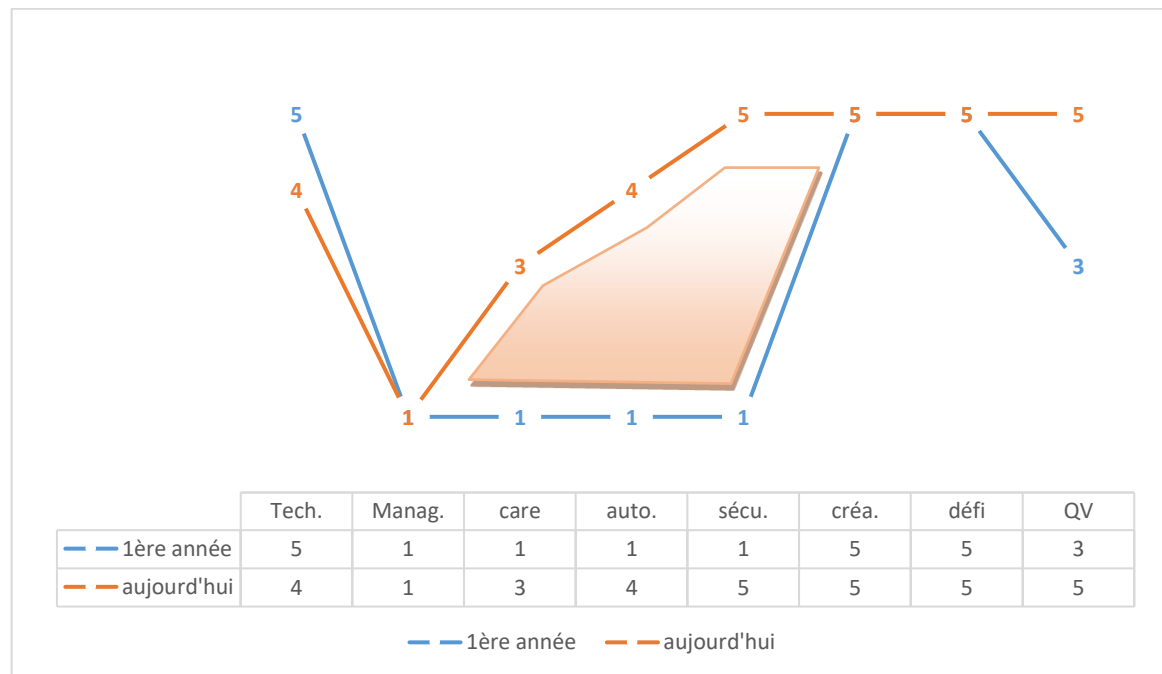 5 5 5 5 5
4 4
3 3
1 1 1 1
Tech. Manag. care auto. sécu. créa. défi QV
1ère année 5 1 1 1 1 5 5 3
aujourd'hui 4 1 3 4 5 5 5 5
1ère année aujourd'hui